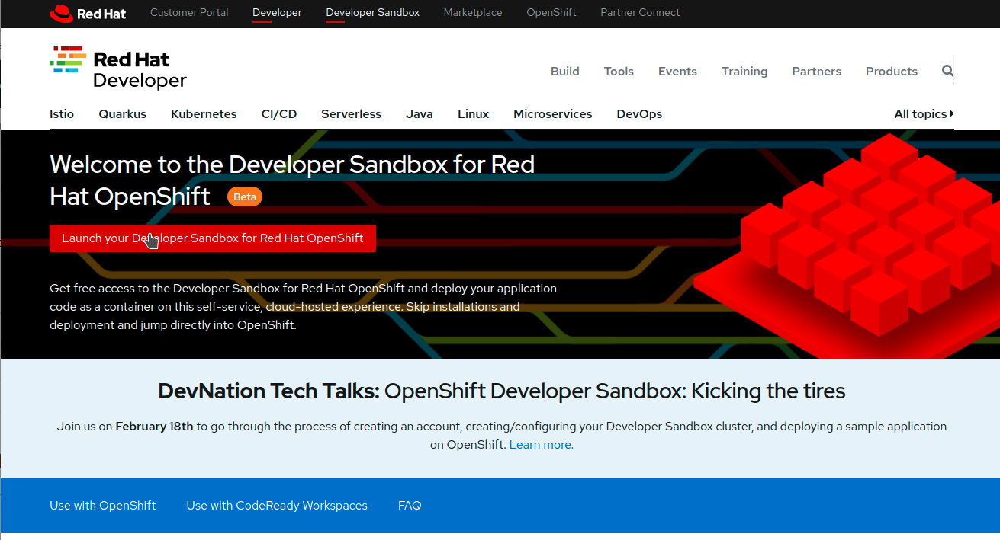 Red Hat Customer Portal Developer Developer Sandbox Marketplace OpenShift Partner Connect
Red Hat
Developer
Build Tools Events Training Partners Products
Istio Quarkus Kubernetes CI/CD Serverless Java Linux Microservices DevOps All topics
Welcome to the Developer Sandbox for Red
Hat OpenShift Beta
Launch your Developer Sandbox for Red Hat OpenShift
Get free access to the Developer Sandbox for Red Hat OpenShift and deploy your application
code as a container on this self-service, cloud-hosted experience. Skip installations and
deployment and jump directly into OpenShift.
DevNation Tech Talks: OpenShift Developer Sandbox: Kicking the tires
Join us on February 18th to go through the process of creating an account, creating/configuring your Developer Sandbox cluster, and deploying a sample application
on OpenShift. Learn more.
Use with OpenShift Use with CodeReady Workspaces FAQ